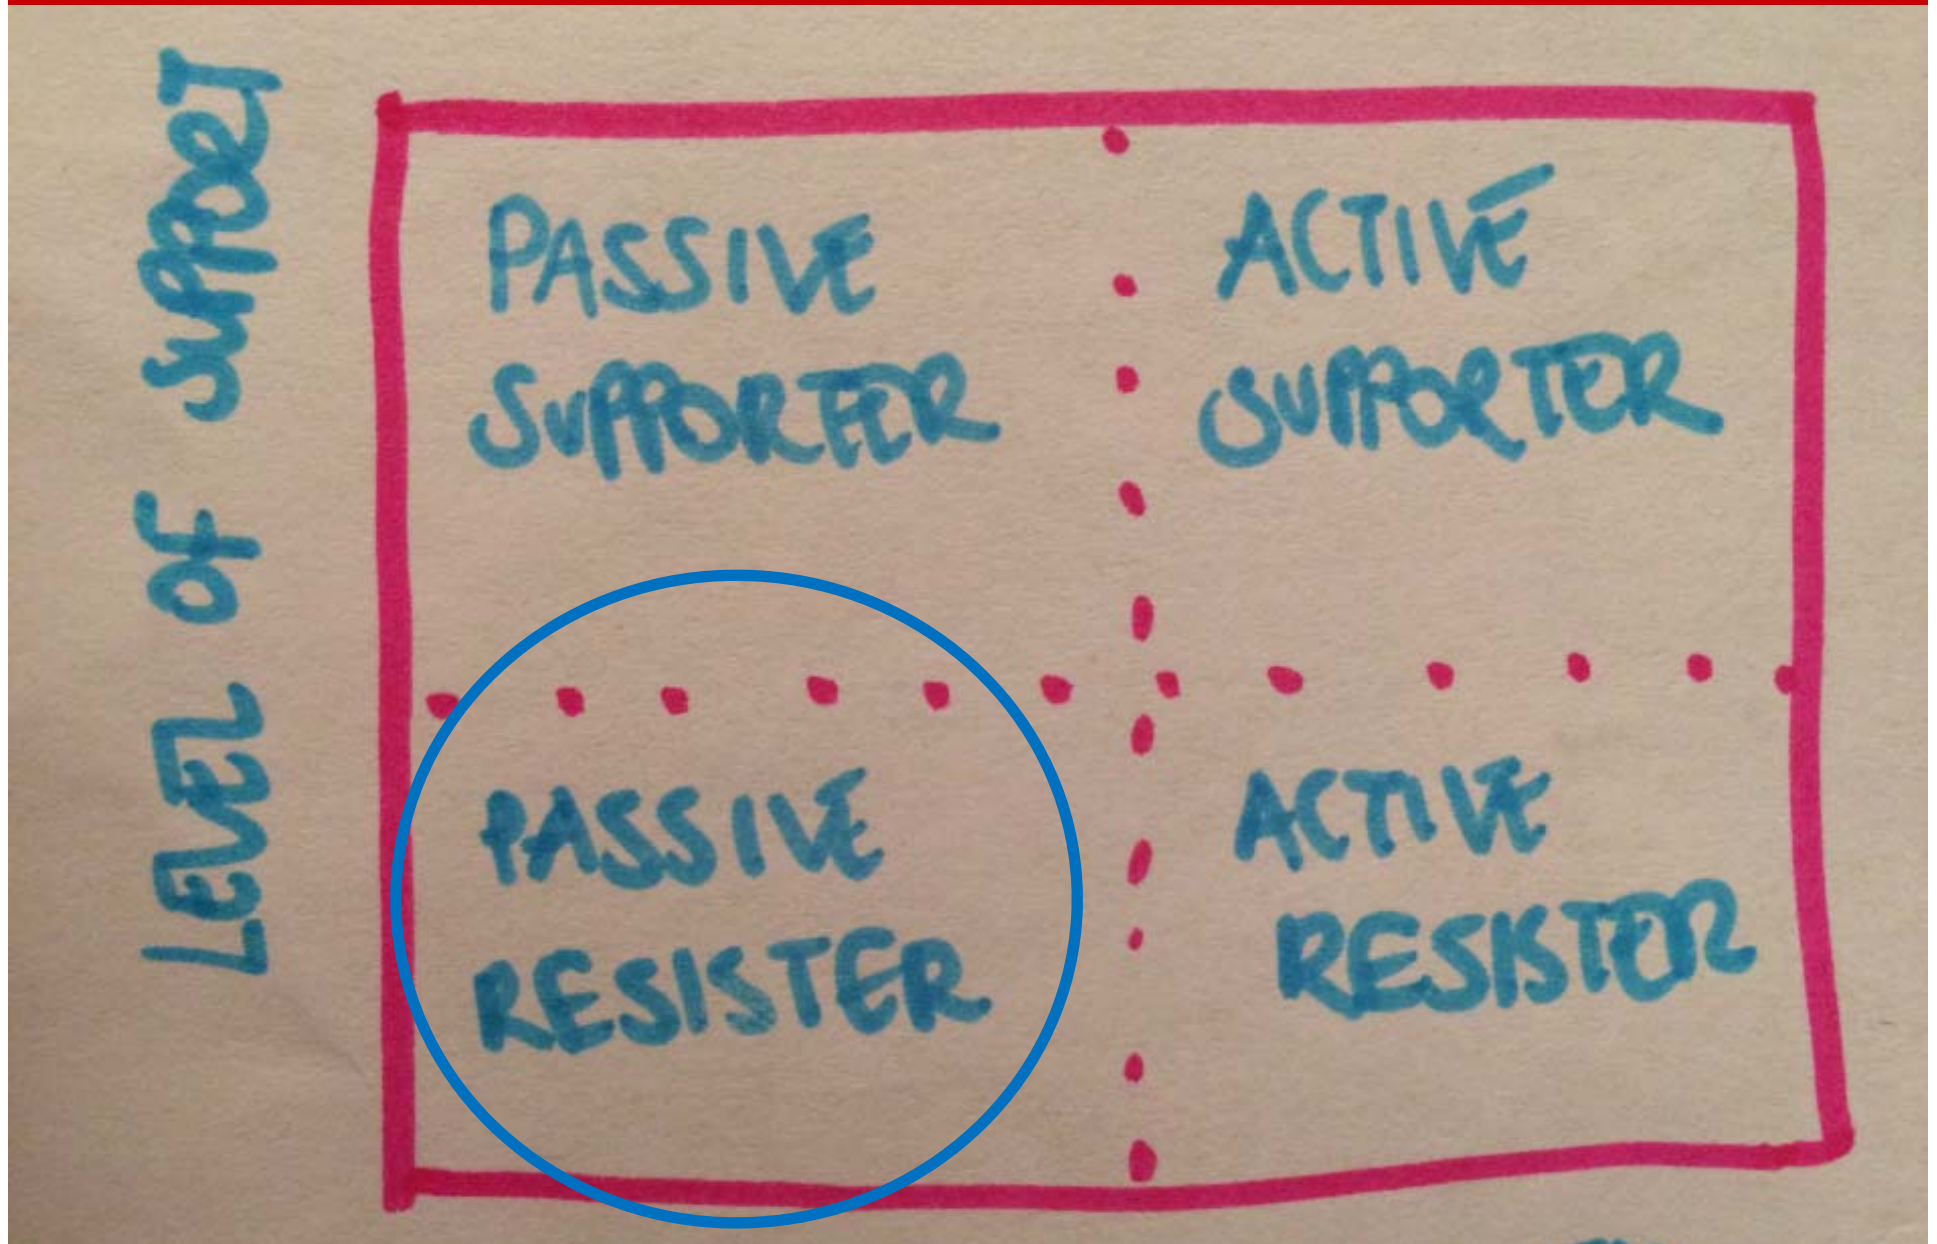 LEVEL OF SUPPORT
PASSIVE
SUPPORTER
ACTIVE
SUPPORTER
PASSIVE
RESISTER
ACTIVE
RESISTER